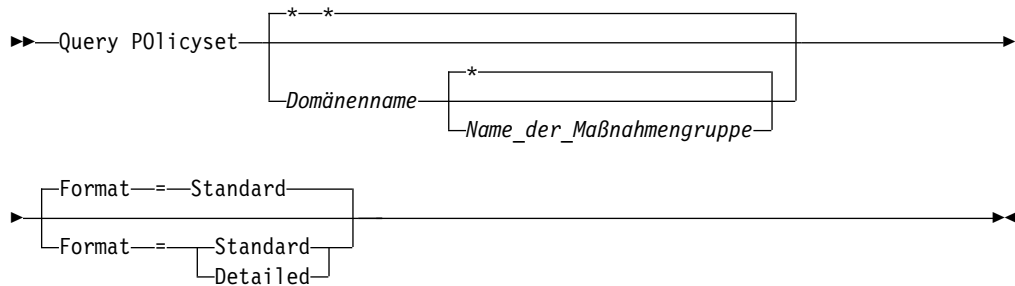 * *
Query POlicyset
*
Domänenname
Name_der_Maßnahmengruppe
Format = Standard
Format = Standard
Detailed